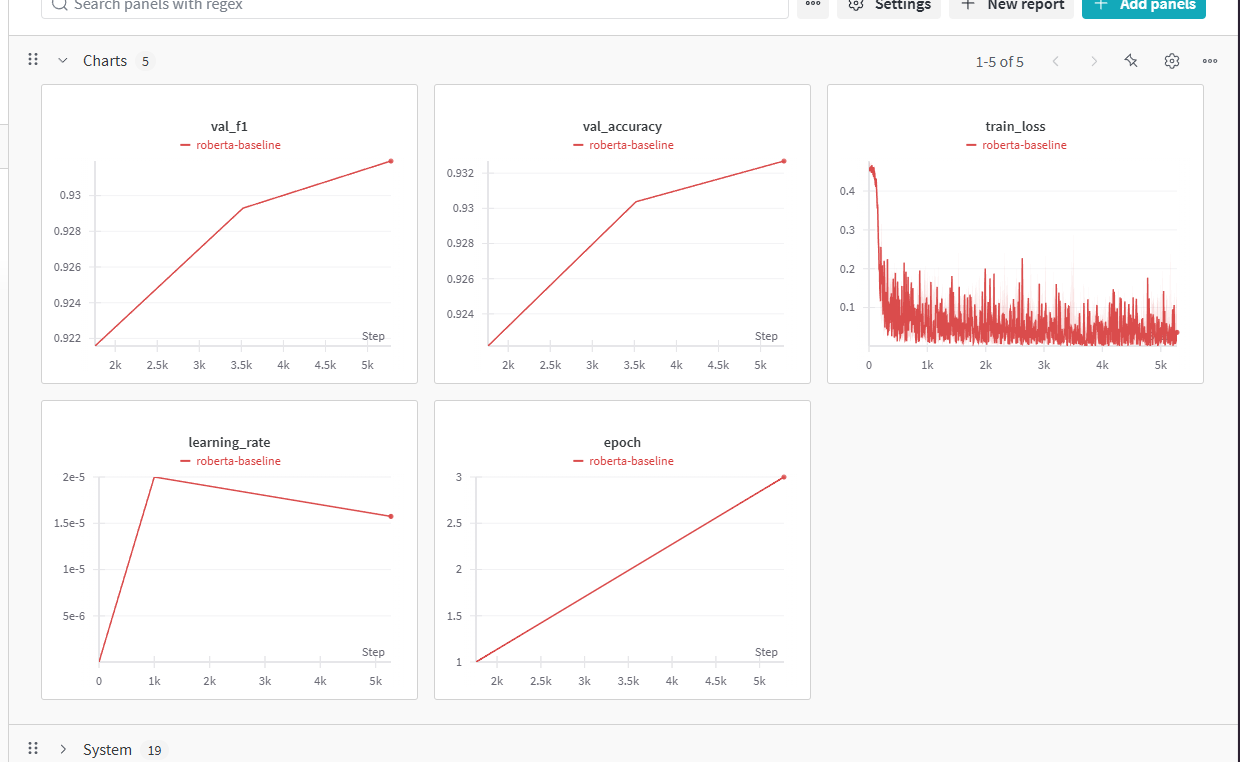 Search panels with regex
Settings
New report
Add panels
Charts 5
1-5 of 5
val_f1
roberta-baseline
0.93
0.928
0.926
0.924
0.922
Step
2k 2.5k 3k 3.5k 4k 4.5k 5k
val_accuracy
roberta-baseline
0.932
0.93
0.928
0.926
0.924
Step
2k 2.5k 3k 3.5k 4k 4.5k 5k
train_loss
roberta-baseline
0.4
0.3
0.2
0.1
0 1k 2k 3k 4k 5k
learning_rate
roberta-baseline
2e-5
1.5e-5
1e-5
5e-6
Step
0 1k 2k 3k 4k 5k
epoch
roberta-baseline
3
2.5
2
1.5
1
Step
2k 2.5k 3k 3.5k 4k 4.5k 5k
System 19